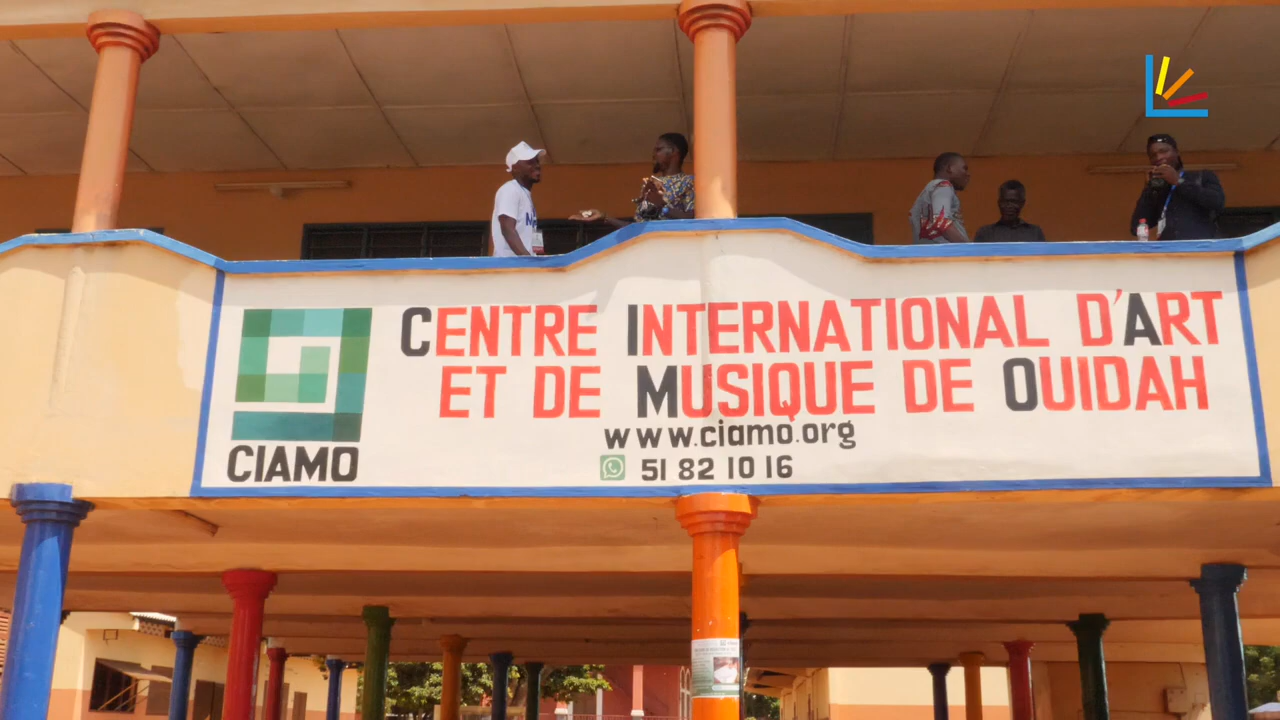 CENTRE INTERNATIONAL D'ART
ET DE MUSIQUE DE OUIDAH
www.ciamo.org
51 82 10 16
CIAMO